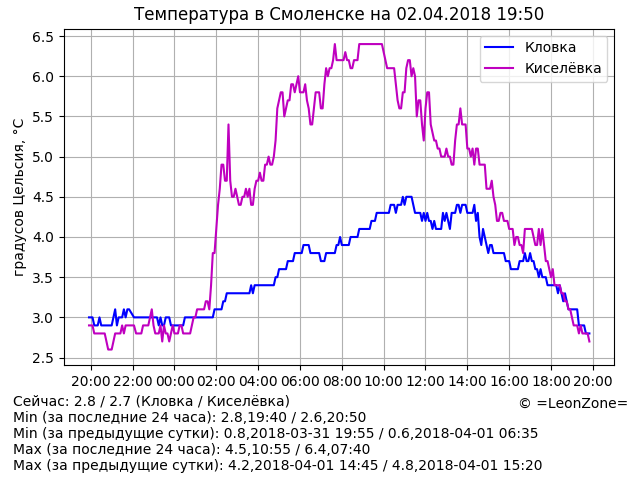 Температура в Смоленске на 02.04.2018 19:50
градусов Цельсия, °C
6.5
6.0
5.5
5.0
4.5
4.0
3.5
3.0
2.5
Кловка
Киселёвка
20:00 22:00 00:00 02:00 04:00 06:00 08:00 10:00 12:00 14:00 16:00 18:00 20:00
Сейчас: 2.8 / 2.7 (Кловка / Киселёвка)
© =LeonZone=
Min (за последние 24 часа): 2.8,19:40 / 2.6,20:50
Min (за предыдущие сутки): 0.8,2018-03-31 19:55 / 0.6,2018-04-01 06:35
Max (за последние 24 часа): 4.5,10:55 / 6.4,07:40
Max (за предыдущие сутки): 4.2,2018-04-01 14:45 / 4.8,2018-04-01 15:20